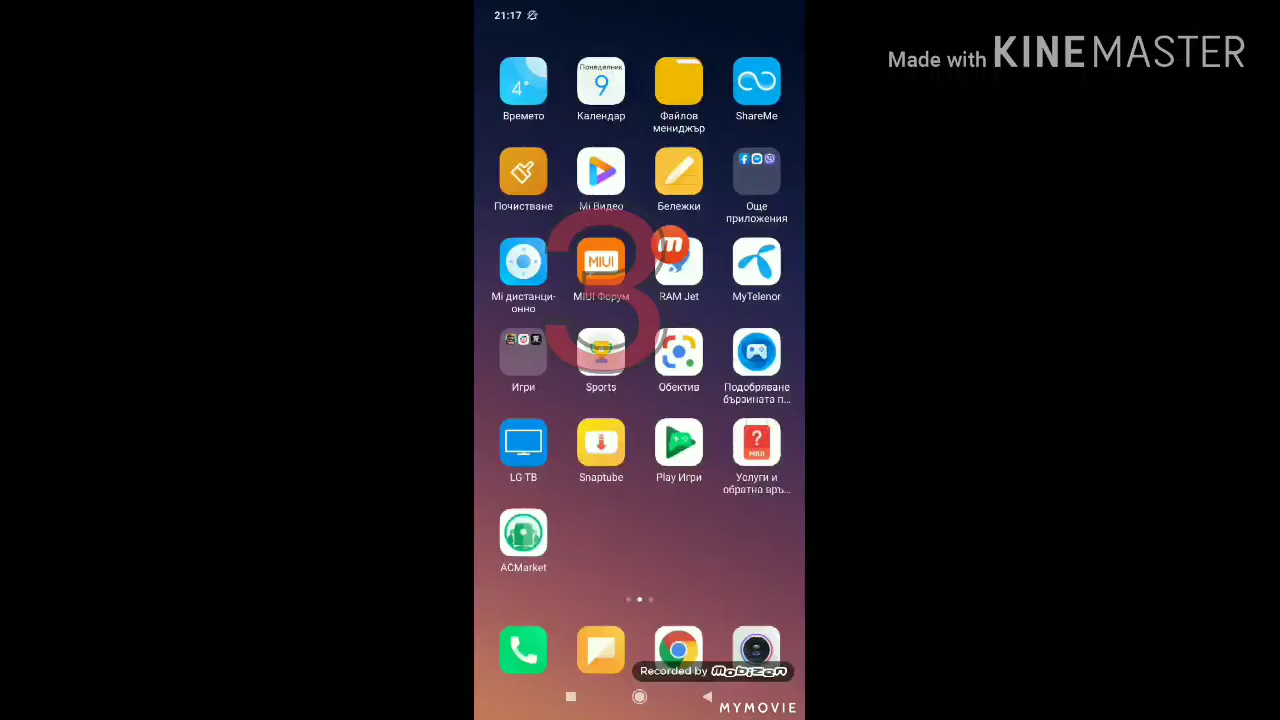 21:17
Made with KINEMASTER
4°
Понеделник
9
Времето
Календар
Файлов
мениджър
ShareMe
Почистване
Mi Видео
Бележки
Още
приложения
MIUI
m
Mi дистанци-
онно
MIUI Форум
RAM Jet
MyTelenor
3
Игри
Sports
Обектив
Подобряване
бързината п...
?
MIUI
LG ТВ
Snaptube
Play Игри
Услуги и
обратна връ...
ACMarket
Recorded by Mobizen
MYMOVIE